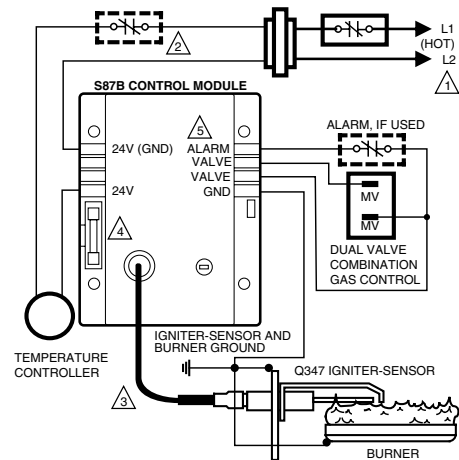 L1
(HOT)
L2
2
1
S87B CONTROL MODULE
5
24V (GND)
ALARM
VALVE
VALVE
GND
24V
4
ALARM, IF USED
MV
MV
DUAL VALVE
COMBINATION
GAS CONTROL
TEMPERATURE
CONTROLLER
IGNITER-SENSOR AND
BURNER GROUND
3
Q347 IGNITER-SENSOR
BURNER